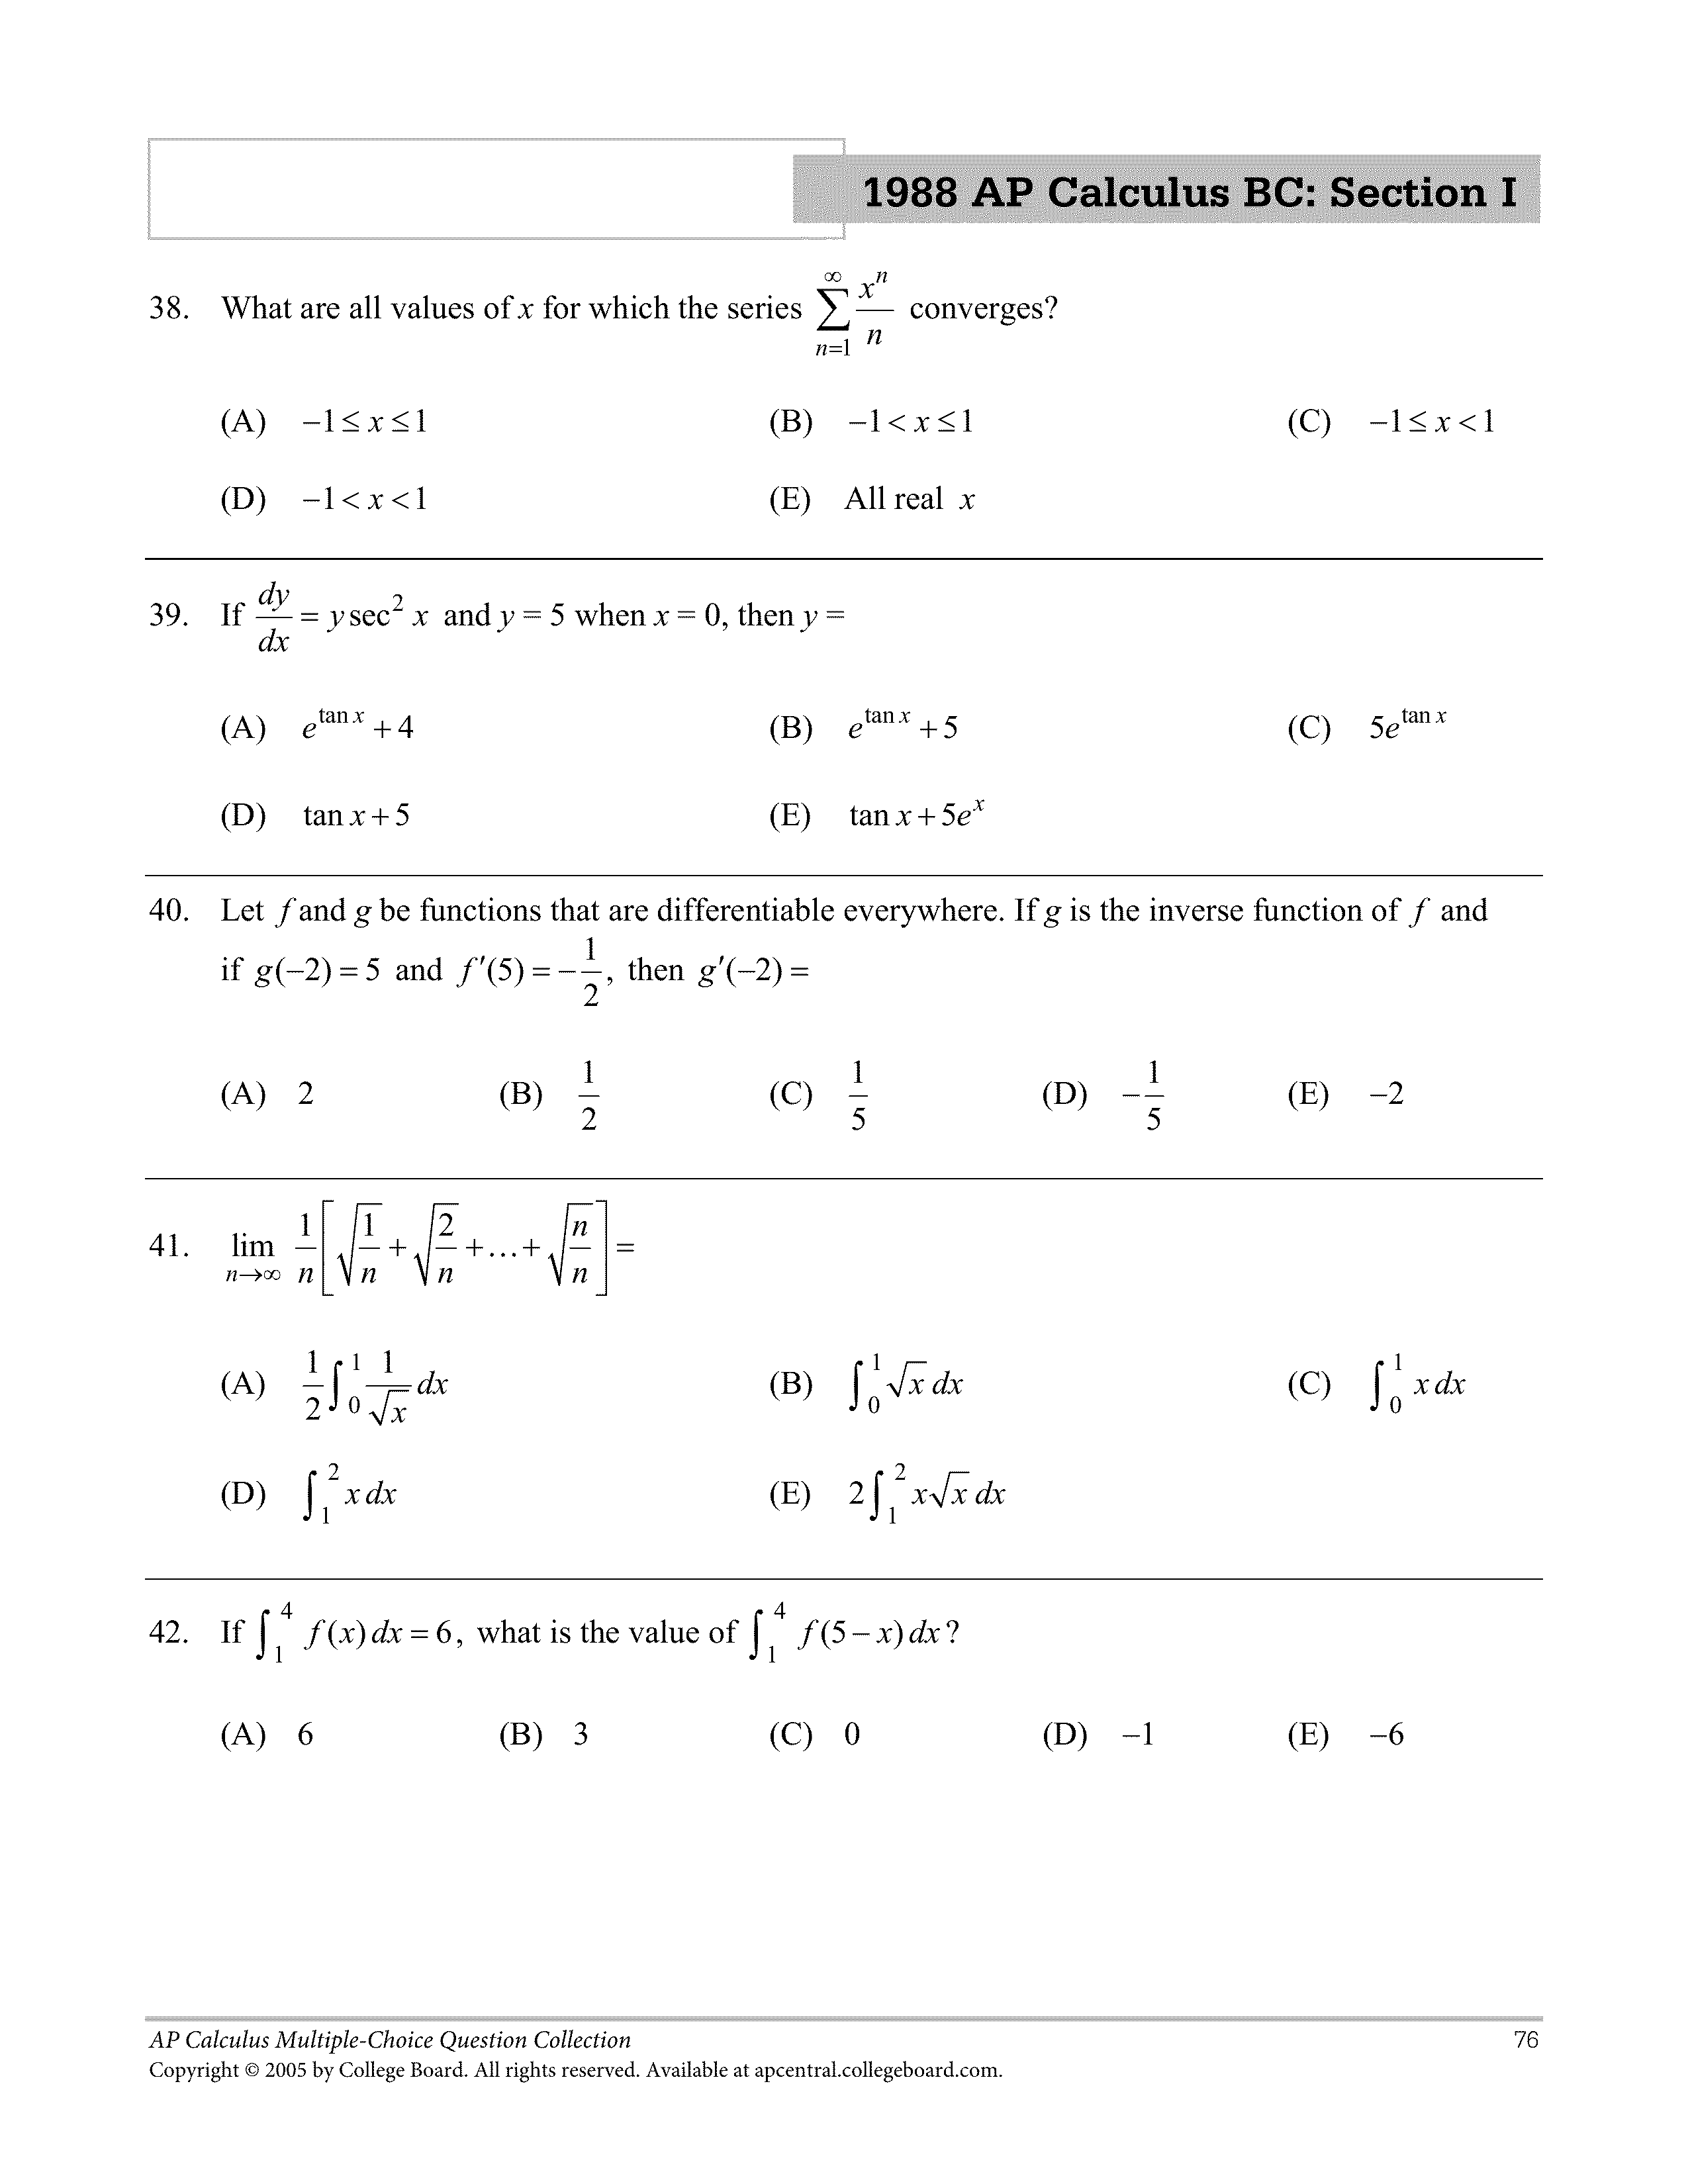 1988 AP Calculus BC: Section I
38. What are all values of x for which the series \sum_{n=1}^{\infty} \frac{x^n}{n} converges?
(A) −1 ≤ x ≤ 1 (B) −1 < x ≤ 1 (C) −1 ≤ x < 1
(D) −1 < x < 1 (E) All real x
39. If \frac{dy}{dx} = y sec^2 x and y = 5 when x = 0, then y =
(A) e^{tan x} + 4 (B) e^{tan x} + 5 (C) 5e^{tan x}
(D) tan x + 5 (E) tan x + 5e^x
40. Let f and g be functions that are differentiable everywhere. If g is the inverse function of f and
if g(−2) = 5 and f′(5) = −\frac{1}{2}, then g′(−2) =
(A) 2 (B) \frac{1}{2} (C) \frac{1}{5} (D) −\frac{1}{5} (E) −2
41. \lim_{n→∞} \frac{1}{n}\left[\sqrt{\frac{1}{n}} + \sqrt{\frac{2}{n}} + … + \sqrt{\frac{n}{n}}\right] =
(A) \frac{1}{2}\int_0^1 \frac{1}{\sqrt{x}} dx (B) \int_0^1 \sqrt{x} dx (C) \int_0^1 x dx
(D) \int_1^2 x dx (E) 2\int_1^2 x\sqrt{x} dx
42. If \int_1^4 f(x) dx = 6, what is the value of \int_1^4 f(5 − x) dx?
(A) 6 (B) 3 (C) 0 (D) −1 (E) −6
AP Calculus Multiple-Choice Question Collection 76
Copyright © 2005 by College Board. All rights reserved. Available at apcentral.collegeboard.com.